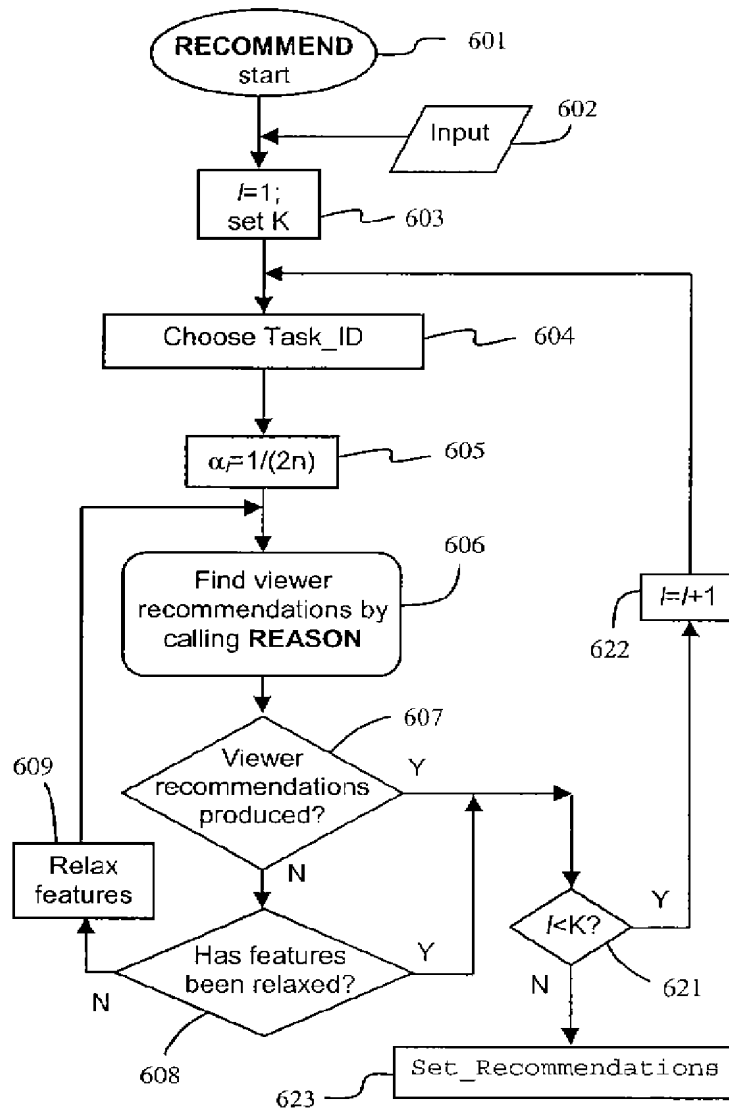 RECOMMEND
start
601
Input
602
I=1;
set K
603
Choose Task_ID
604
αI=1/(2n)
605
Find viewer
recommendations by
calling REASON
606
I=I+1
622
Viewer
recommendations
produced?
607
Y
N
609
Relax
features
Has features
been relaxed?
Y
N
608
I<K?
Y
N
621
Set_Recommendations
623